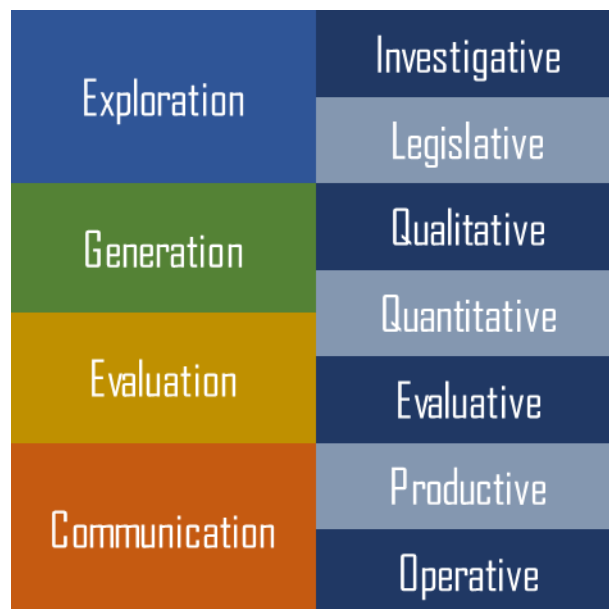 Exploration
Investigative
Legislative
Generation
Qualitative
Quantitative
Evaluation
Evaluative
Communication
Productive
Operative